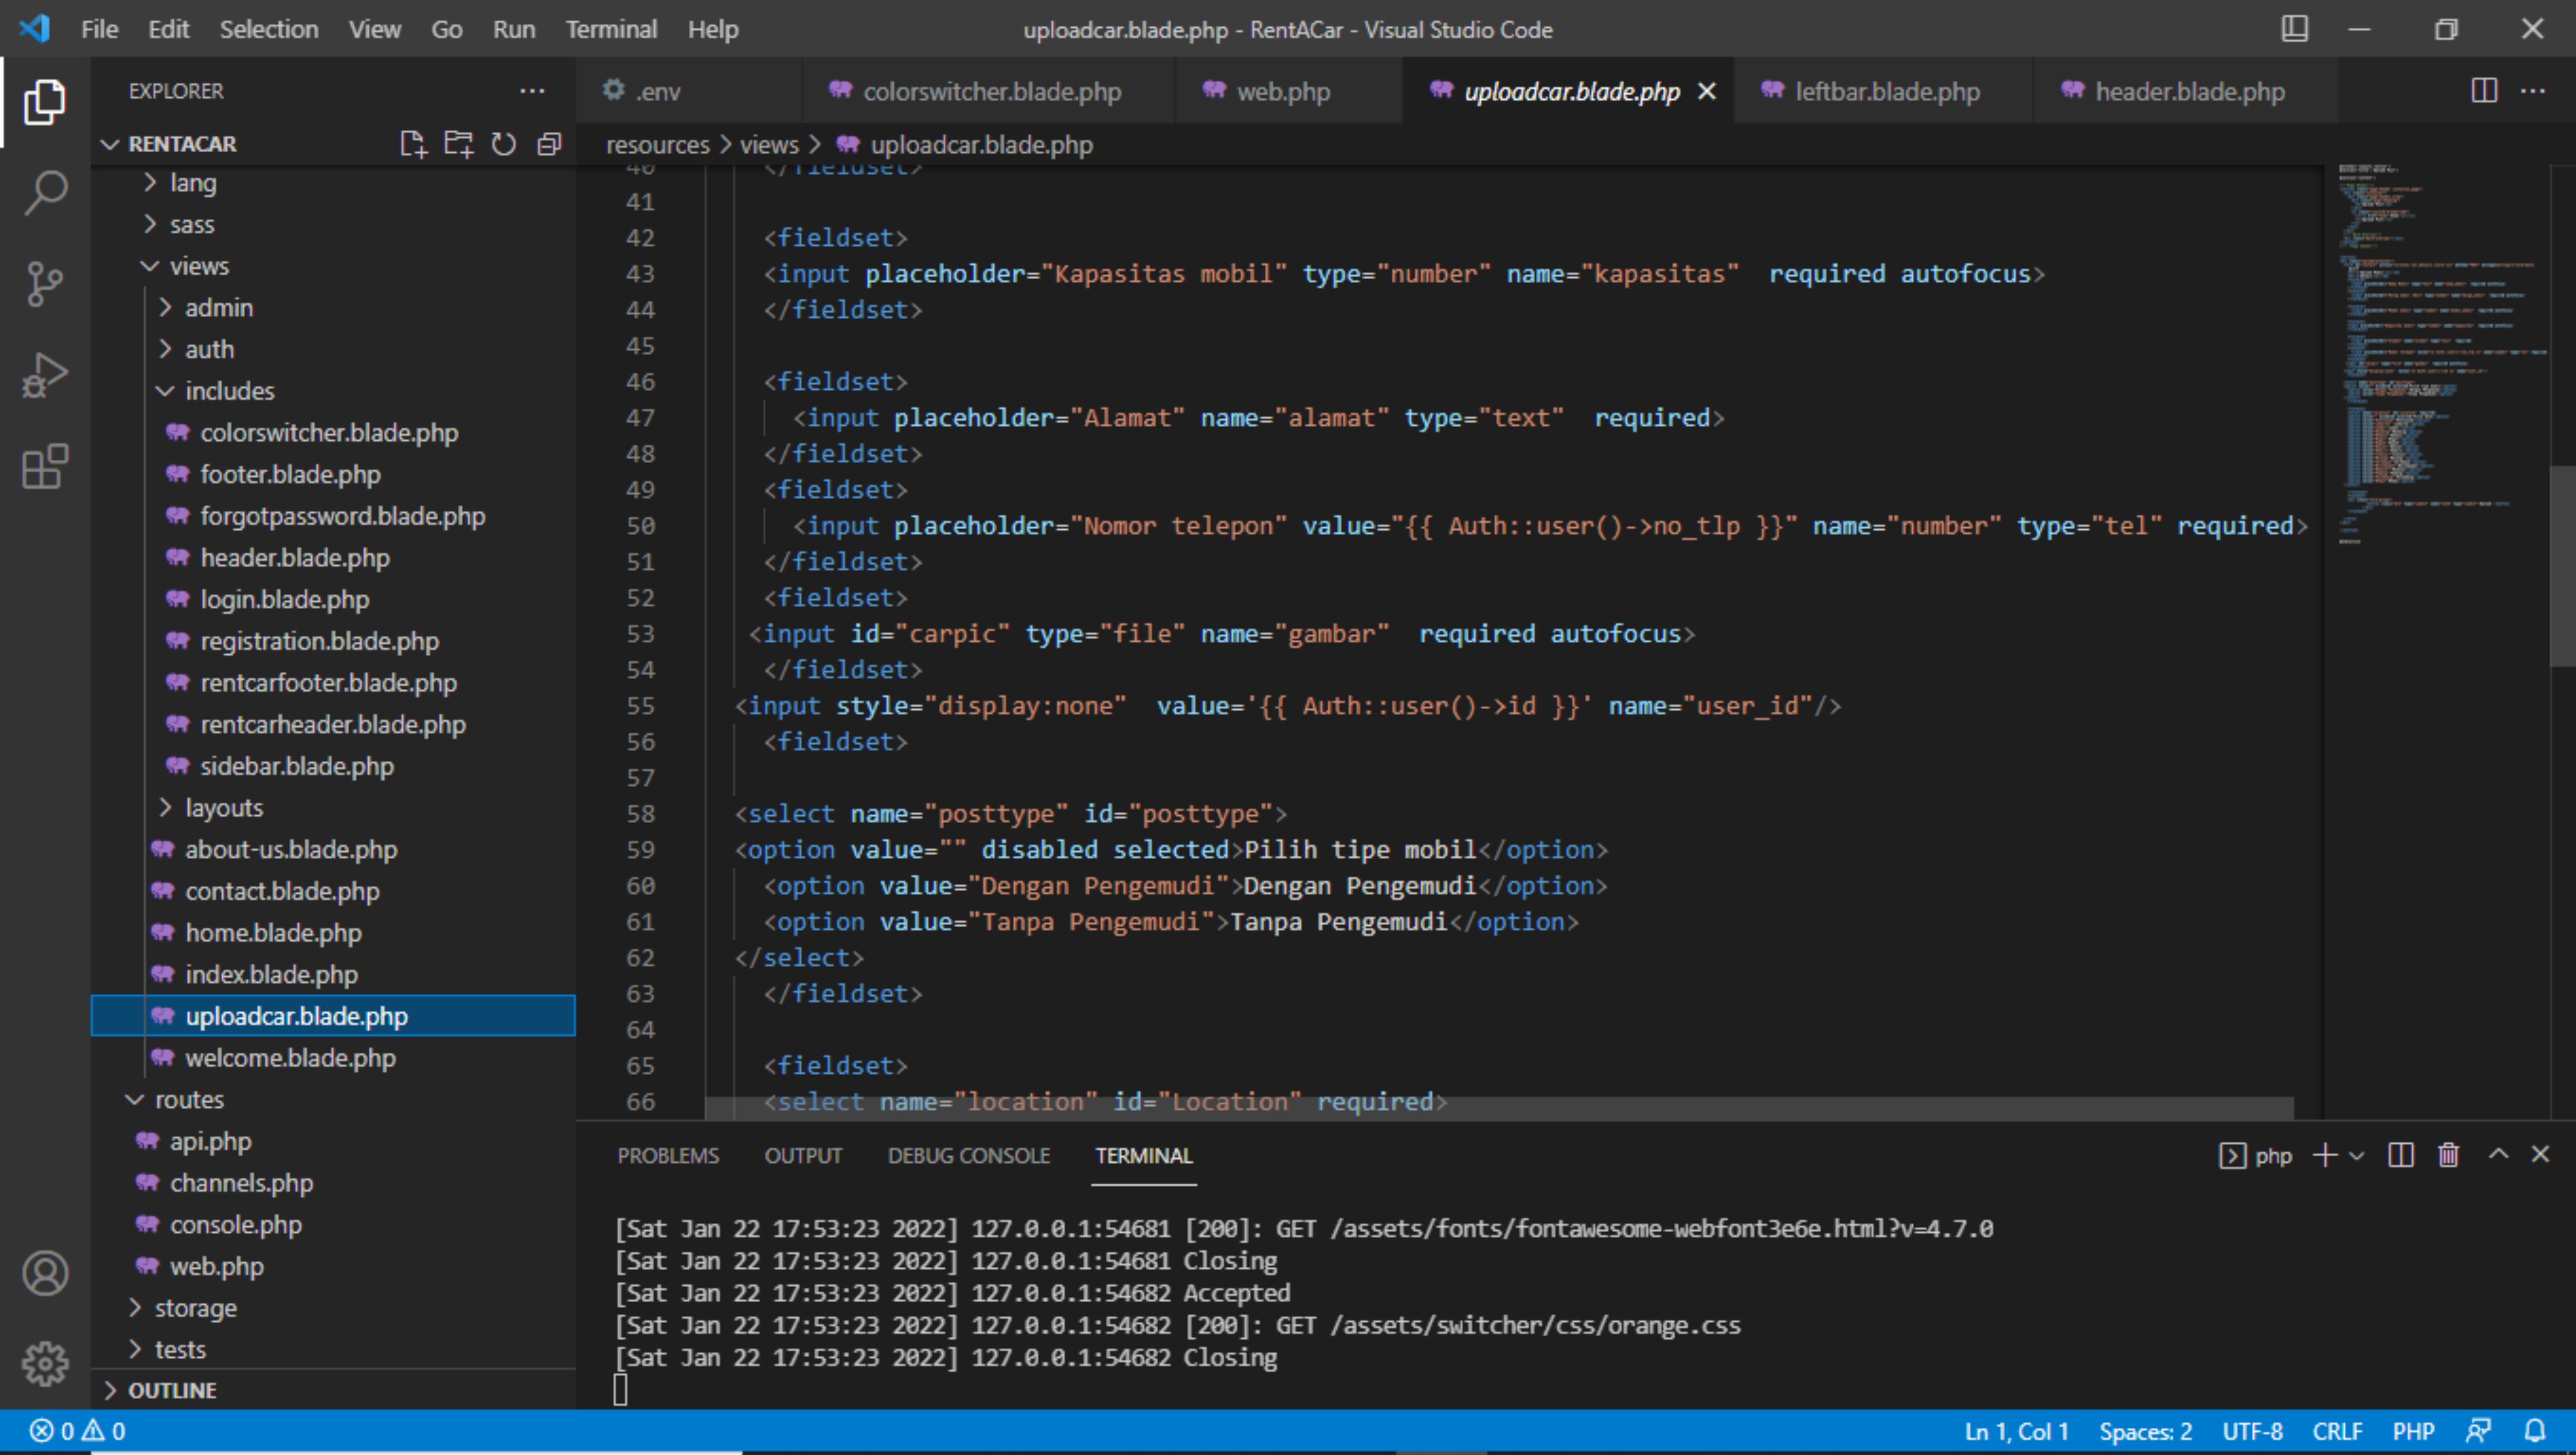 File Edit Selection View Go Run Terminal Help
uploadcar.blade.php - RentACar - Visual Studio Code
EXPLORER
RENTACAR
lang
sass
views
admin
auth
includes
colorswitcher.blade.php
footer.blade.php
forgotpassword.blade.php
header.blade.php
login.blade.php
registration.blade.php
rentcarfooter.blade.php
rentcarheader.blade.php
sidebar.blade.php
layouts
about-us.blade.php
contact.blade.php
home.blade.php
index.blade.php
uploadcar.blade.php
welcome.blade.php
routes
api.php
channels.php
console.php
web.php
storage
tests
OUTLINE
.env colorswitcher.blade.php web.php uploadcar.blade.php leftbar.blade.php header.blade.php
resources > views > uploadcar.blade.php
40 </fieldset>
41
42 <fieldset>
43 <input placeholder="Kapasitas mobil" type="number" name="kapasitas"  required autofocus>
44 </fieldset>
45
46 <fieldset>
47 <input placeholder="Alamat" name="alamat" type="text"  required>
48 </fieldset>
49 <fieldset>
50 <input placeholder="Nomor telepon" value="{{ Auth::user()->no_tlp }}" name="number" type="tel" required>
51 </fieldset>
52 <fieldset>
53 <input id="carpic" type="file" name="gambar"  required autofocus>
54 </fieldset>
55 <input style="display:none"  value='{{ Auth::user()->id }}' name="user_id"/>
56 <fieldset>
57
58 <select name="posttype" id="posttype">
59 <option value="" disabled selected>Pilih tipe mobil</option>
60 <option value="Dengan Pengemudi">Dengan Pengemudi</option>
61 <option value="Tanpa Pengemudi">Tanpa Pengemudi</option>
62 </select>
63 </fieldset>
64
65 <fieldset>
66 <select name="location" id="Location" required>
PROBLEMS OUTPUT DEBUG CONSOLE TERMINAL
php
[Sat Jan 22 17:53:23 2022] 127.0.0.1:54681 [200]: GET /assets/fonts/fontawesome-webfont3e6e.html?v=4.7.0
[Sat Jan 22 17:53:23 2022] 127.0.0.1:54681 Closing
[Sat Jan 22 17:53:23 2022] 127.0.0.1:54682 Accepted
[Sat Jan 22 17:53:23 2022] 127.0.0.1:54682 [200]: GET /assets/switcher/css/orange.css
[Sat Jan 22 17:53:23 2022] 127.0.0.1:54682 Closing
0 0
Ln 1, Col 1 Spaces: 2 UTF-8 CRLF PHP